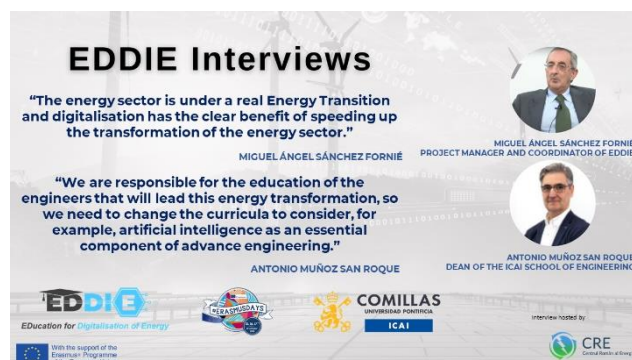 EDDIE Interviews
“The energy sector is under a real Energy Transition
and digitalisation has the clear benefit of speeding up
the transformation of the energy sector.”
MIGUEL ÁNGEL SÁNCHEZ FORNIÉ
MIGUEL ÁNGEL SÁNCHEZ FORNIÉ
PROJECT MANAGER AND COORDINATOR OF EDDIE
“We are responsible for the education of the
engineers that will lead this energy transformation, so
we need to change the curricula to consider, for
example, artificial intelligence as an essential
component of advance engineering.”
ANTONIO MUÑOZ SAN ROQUE
ANTONIO MUÑOZ SAN ROQUE
DEAN OF THE ICAI SCHOOL OF ENGINEERING
EDDIE
EDucation for Digitalisation of Energy
#ERASMUSDAYS
COMILLAS
UNIVERSIDAD PONTIFICIA
ICAI
Interview hosted by
CRE
With the support of the
Erasmus+ Programme